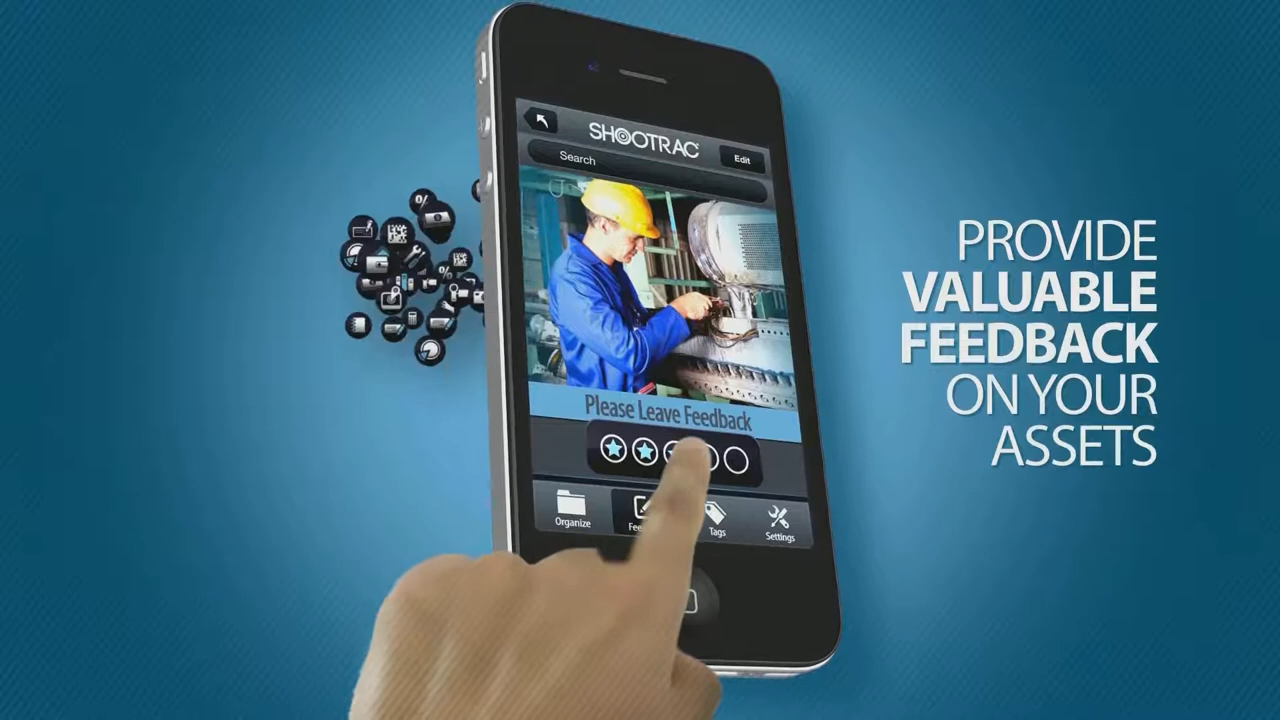 SHOOTRAC
Edit
Search
Please Leave Feedback
Organize
Tags
Settings
%
%
PROVIDE
VALUABLE
FEEDBACK
ON YOUR
ASSETS